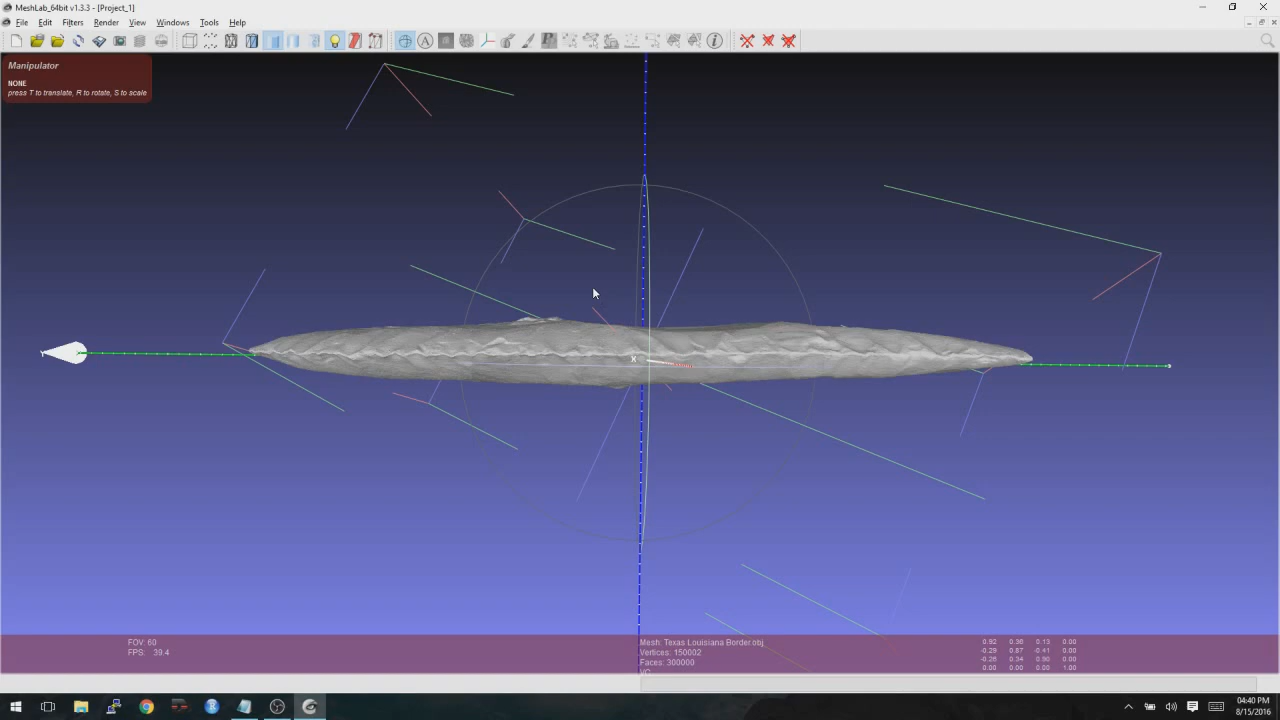 MeshLab_64bit v1.3.3 - [Project_1]
File Edit Filters Render View Windows Tools Help
Manipulator
NONE
press T to translate, R to rotate, S to scale
X
FOV: 60
FPS: 39.4
Mesh: Texas Louisiana Border.obj
Vertices: 150002
Faces: 300000
VC
0.92 0.36 0.13 0.00
-0.29 0.87 -0.41 0.00
-0.26 0.34 0.90 0.00
0.00 0.00 0.00 1.00
04:40 PM
8/15/2016